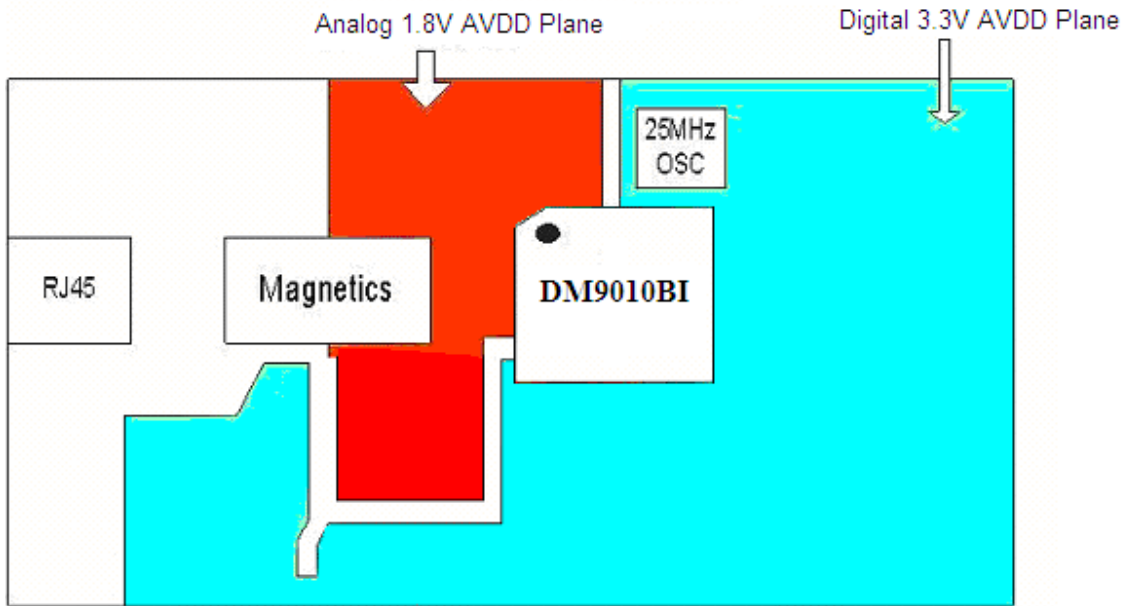 Analog 1.8V AVDD Plane
Digital 3.3V AVDD Plane
25MHz
OSC
RJ45
Magnetics
DM9010BI